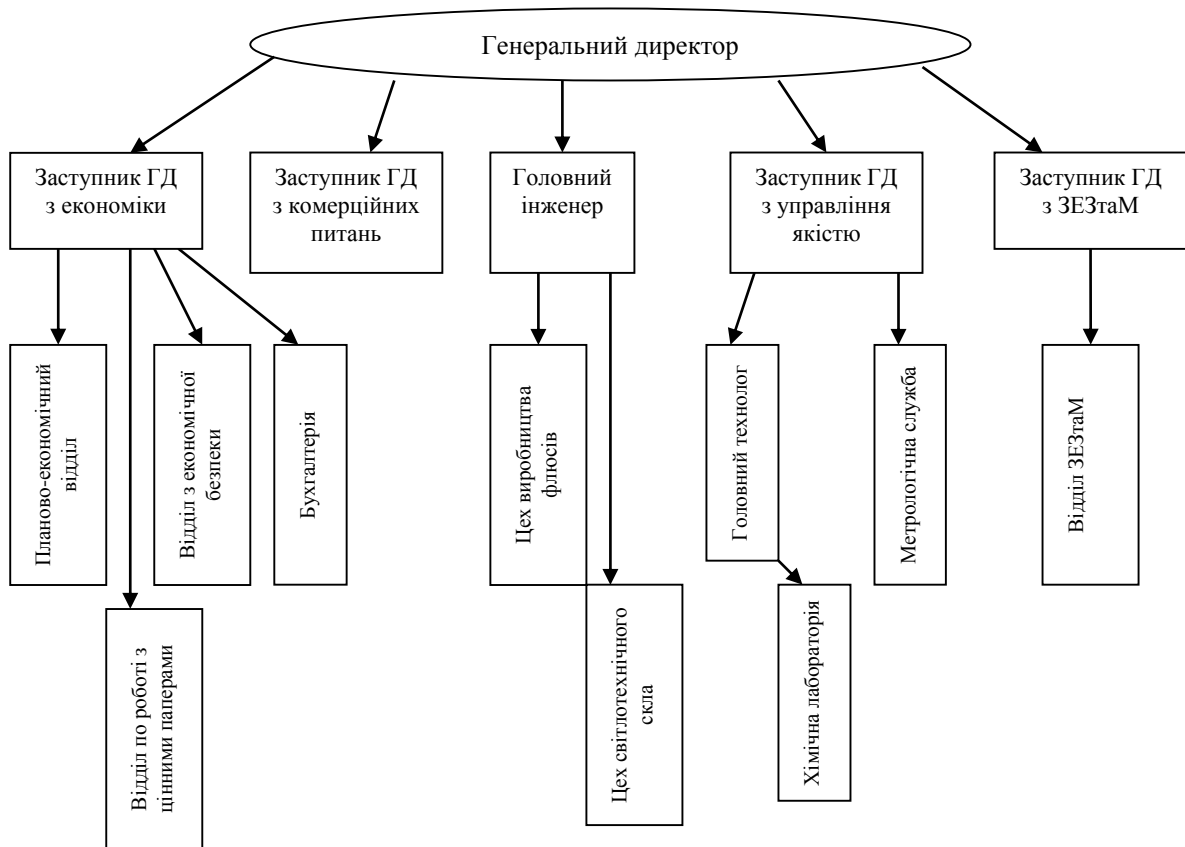 Генеральний директор
Заступник ГД
з економіки
Заступник ГД
з комерційних
питань
Головний
інженер
Заступник ГД
з управління
якістю
Заступник ГД
з ЗЕЗтаМ
Планово-економічний
відділ
Відділ з економічної
безпеки
Бухгалтерія
Цех виробництва
флюсів
Головний технолог
Метрологічна служба
Відділ ЗЕЗтаМ
Відділ по роботі з
цінними паперами
Цех світлотехнічного
скла
Хімічна лабораторія